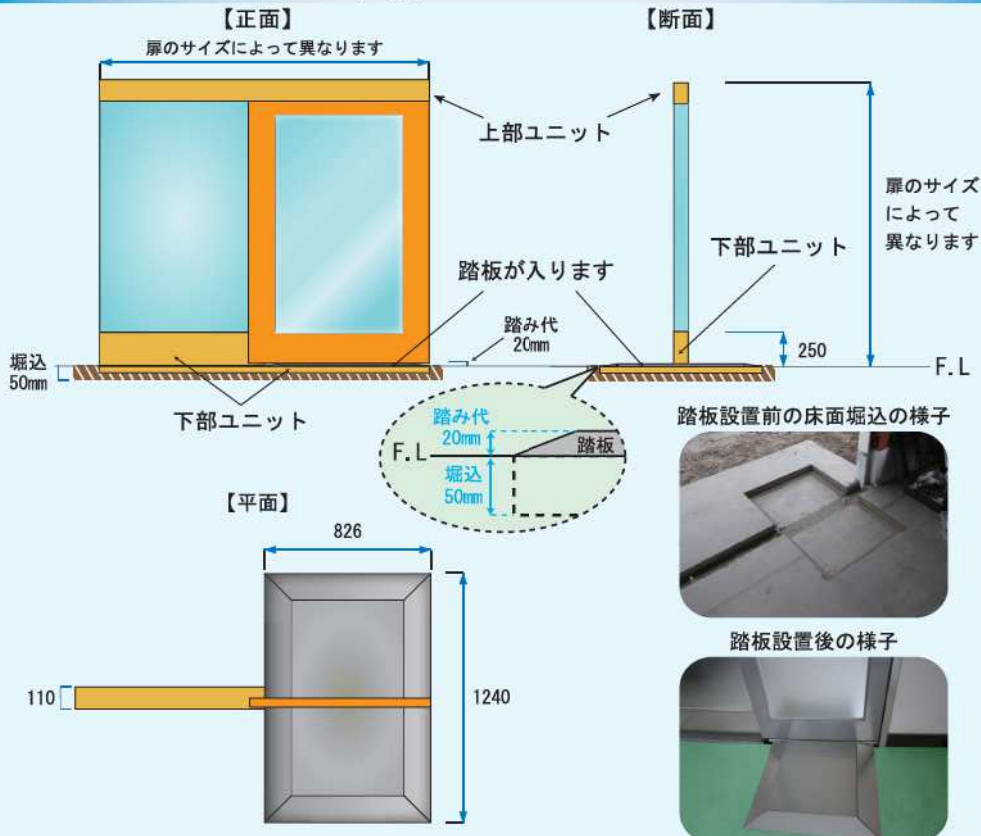 【正面】
【断面】
扉のサイズによって異なります
上部ユニット
扉のサイズ
によって
異なります
下部ユニット
踏板が入ります
踏み代
20mm
250
堀込
50mm
F.L
下部ユニット
踏み代
20mm
踏板
F.L
堀込
50mm
踏板設置前の床面堀込の様子
【平面】
826
110
1240
踏板設置後の様子